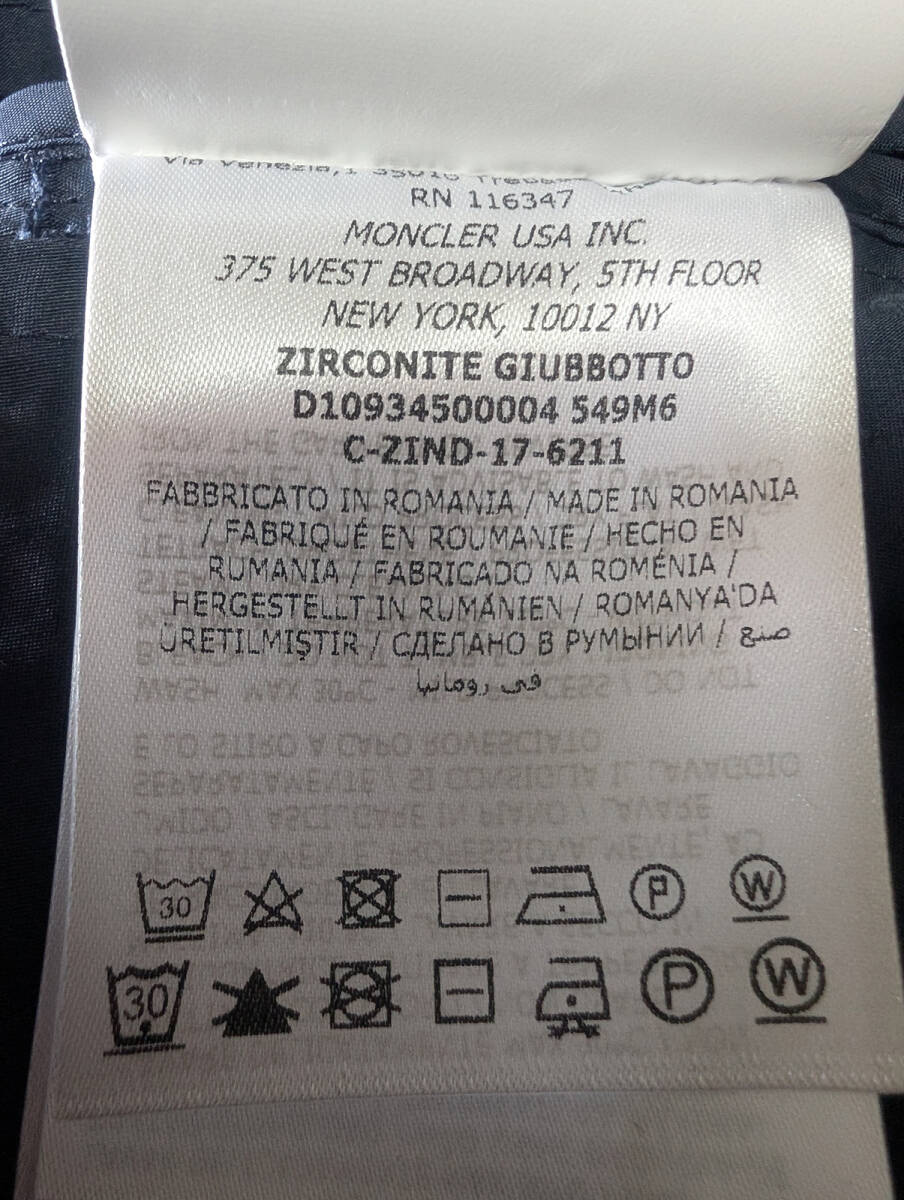 RN 116347
MONCLER USA INC.
375 WEST BROADWAY, 5TH FLOOR
NEW YORK, 10012 NY
ZIRCONITE GIUBBOTTO
D10934500004 549M6
C-ZIND-17-6211
FABBRICATO IN ROMANIA / MADE IN ROMANIA
/ FABRIQUÉ EN ROUMANIE / HECHO EN
RUMANIA / FABRICADO NA ROMÉNIA /
HERGESTELLT IN RUMÄNIEN / ROMANYA'DA
ÜRETILMIŞTIR / СДЕЛАНО В РУМЫНИИ / صنع
في رومانيا
30 P W
30 P W